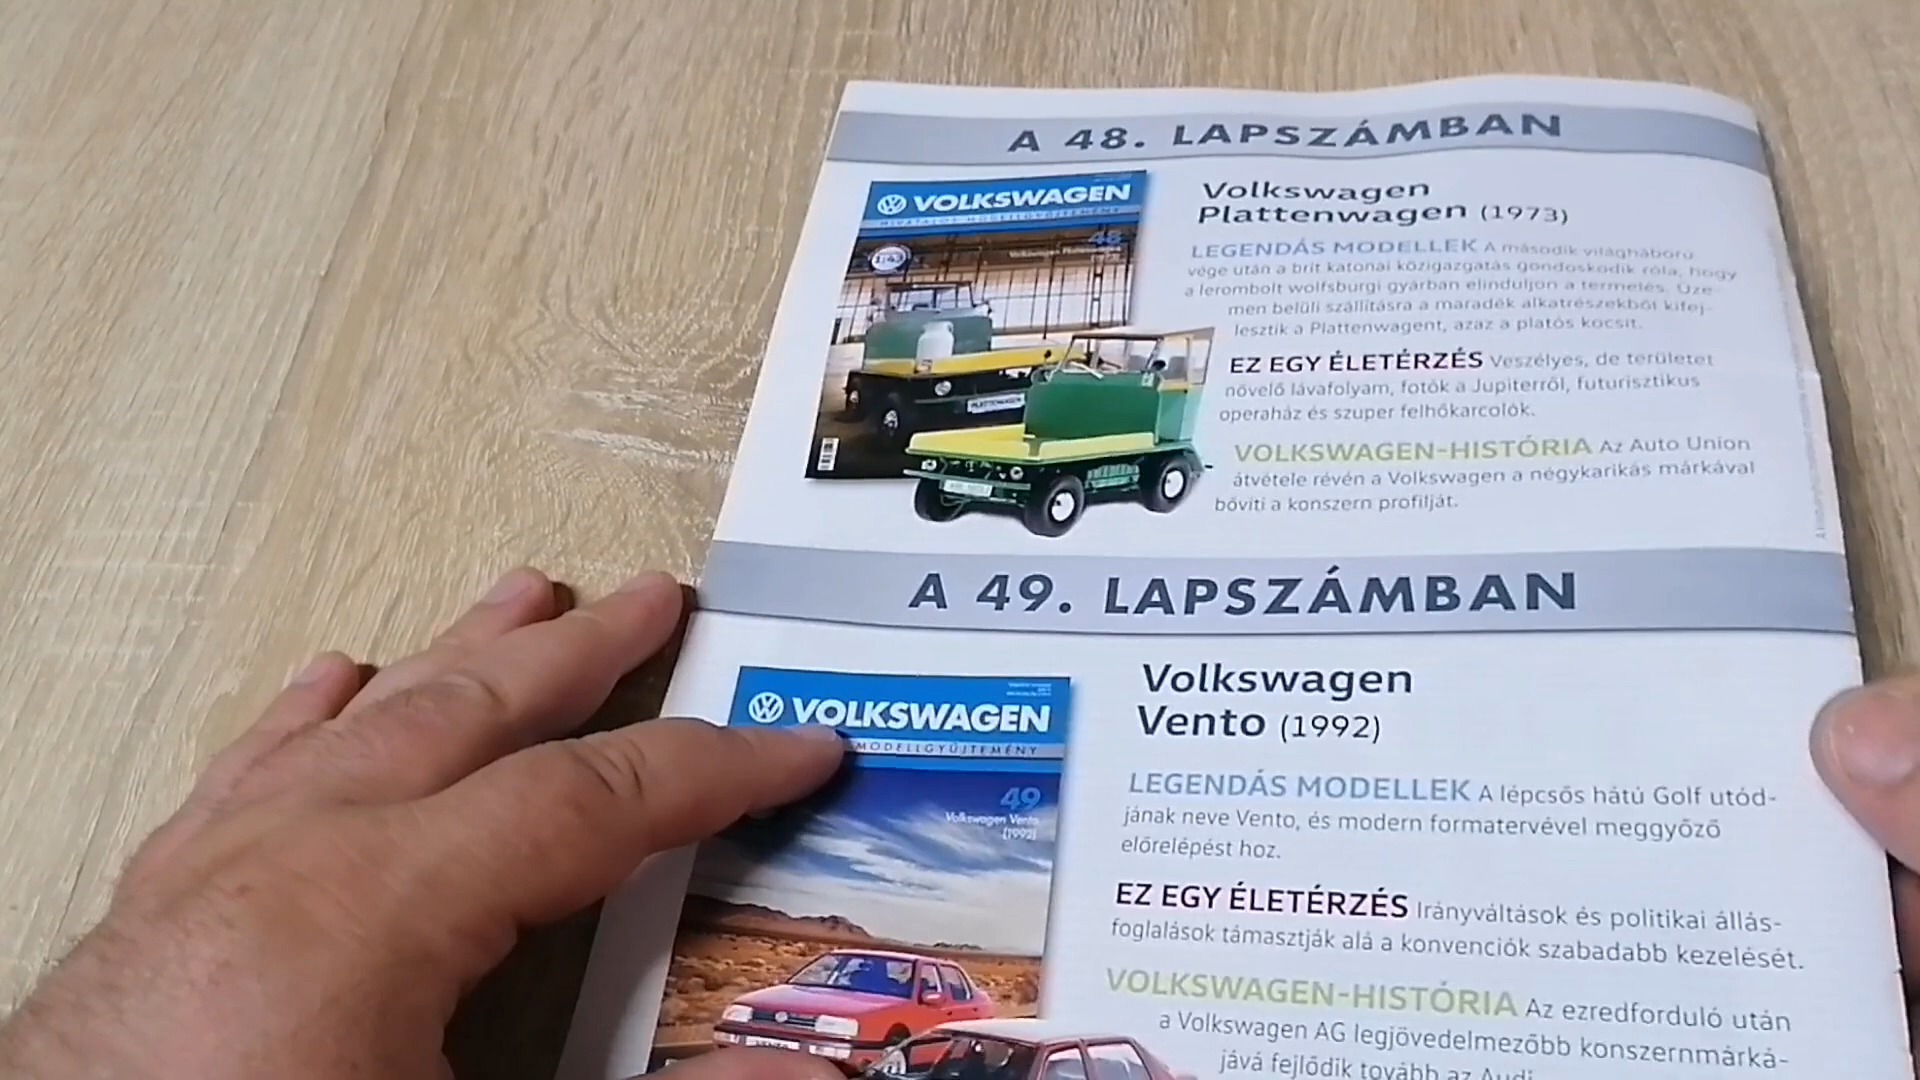 A 48. LAPSZÁMBAN
VOLKSWAGEN
HIVATALOS MODELLGYŰJTEMÉNY
48
1:43
PLATTENWAGEN
Volkswagen
Plattenwagen (1973)
LEGENDÁS MODELLEK A második világháború
vége után a brit katonai közigazgatás gondoskodik róla, hogy
a lerombolt wolfsburgi gyárban elinduljon a termelés. Üze-
men belüli szállításra a maradék alkatrészekből kifej-
lesztik a Plattenwagent, azaz a platós kocsit.
EZ EGY ÉLETÉRZÉS Veszélyes, de területet
növelő lávafolyam, fotók a Jupiterről, futurisztikus
operaház és szuper felhőkarcolók.
VOLKSWAGEN-HISTÓRIA Az Auto Union
átvétele révén a Volkswagen a négykarikás márkával
bővíti a konszern profilját.
A 49. LAPSZÁMBAN
VOLKSWAGEN
MODELLGYŰJTEMÉNY
49
Volkswagen Vento
(1992)
Volkswagen
Vento (1992)
LEGENDÁS MODELLEK A lépcsős hátú Golf utód-
jának neve Vento, és modern formatervével meggyőző
előrelépést hoz.
EZ EGY ÉLETÉRZÉS Irányváltások és politikai állás-
foglalások támasztják alá a konvenciók szabadabb kezelését.
VOLKSWAGEN-HISTÓRIA Az ezredforduló után
a Volkswagen AG legjövedelmezőbb konszernmárká-
jává fejlődik tovább az Audi.